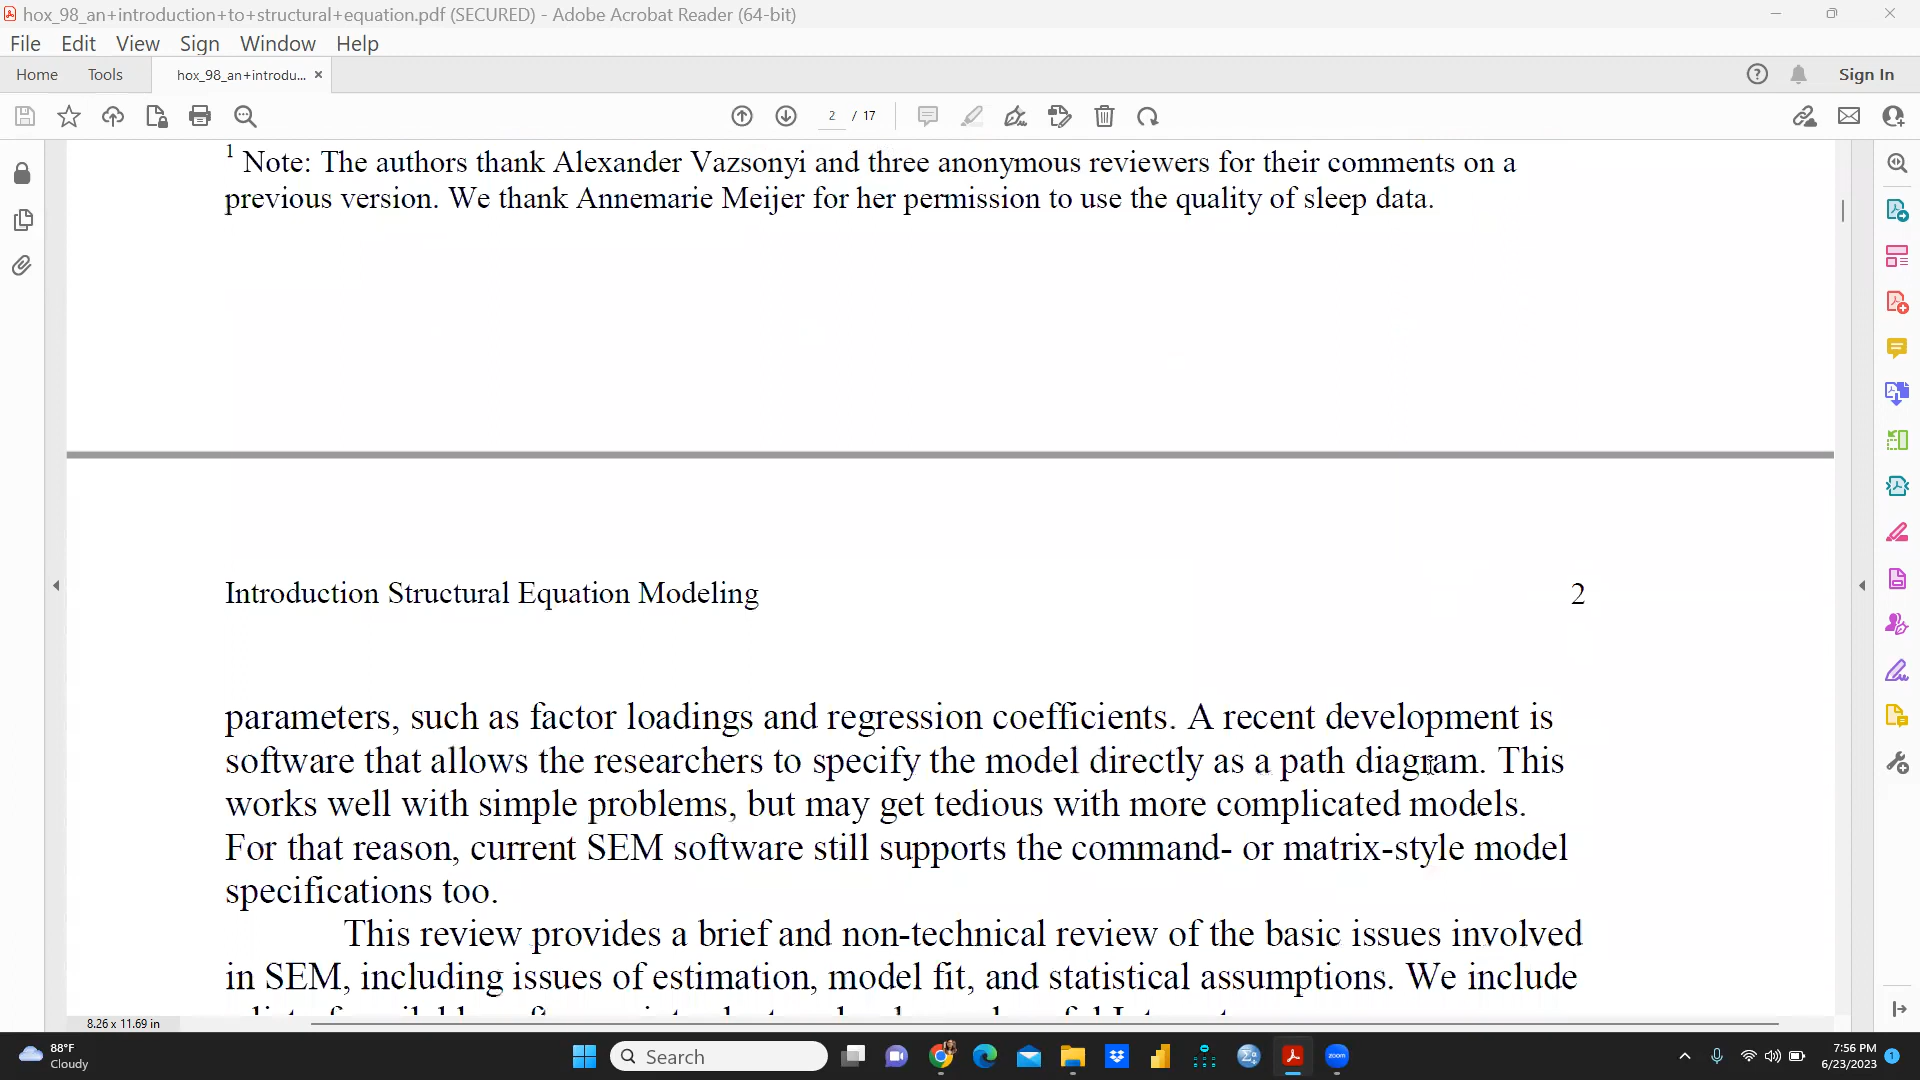 hox_98_an+introduction+to+structural+equation.pdf (SECURED) - Adobe Acrobat Reader (64-bit)
File Edit View Sign Window Help
Home Tools hox_98_an+introdu... × Sign In
2 / 17
1 Note: The authors thank Alexander Vazsonyi and three anonymous reviewers for their comments on a
previous version. We thank Annemarie Meijer for her permission to use the quality of sleep data.
Introduction Structural Equation Modeling 2
parameters, such as factor loadings and regression coefficients. A recent development is
software that allows the researchers to specify the model directly as a path diagram. This
works well with simple problems, but may get tedious with more complicated models.
For that reason, current SEM software still supports the command- or matrix-style model
specifications too.
This review provides a brief and non-technical review of the basic issues involved
in SEM, including issues of estimation, model fit, and statistical assumptions. We include
8.26 x 11.69 in
88°F
Cloudy
Search
zoom
7:56 PM
6/23/2023
1